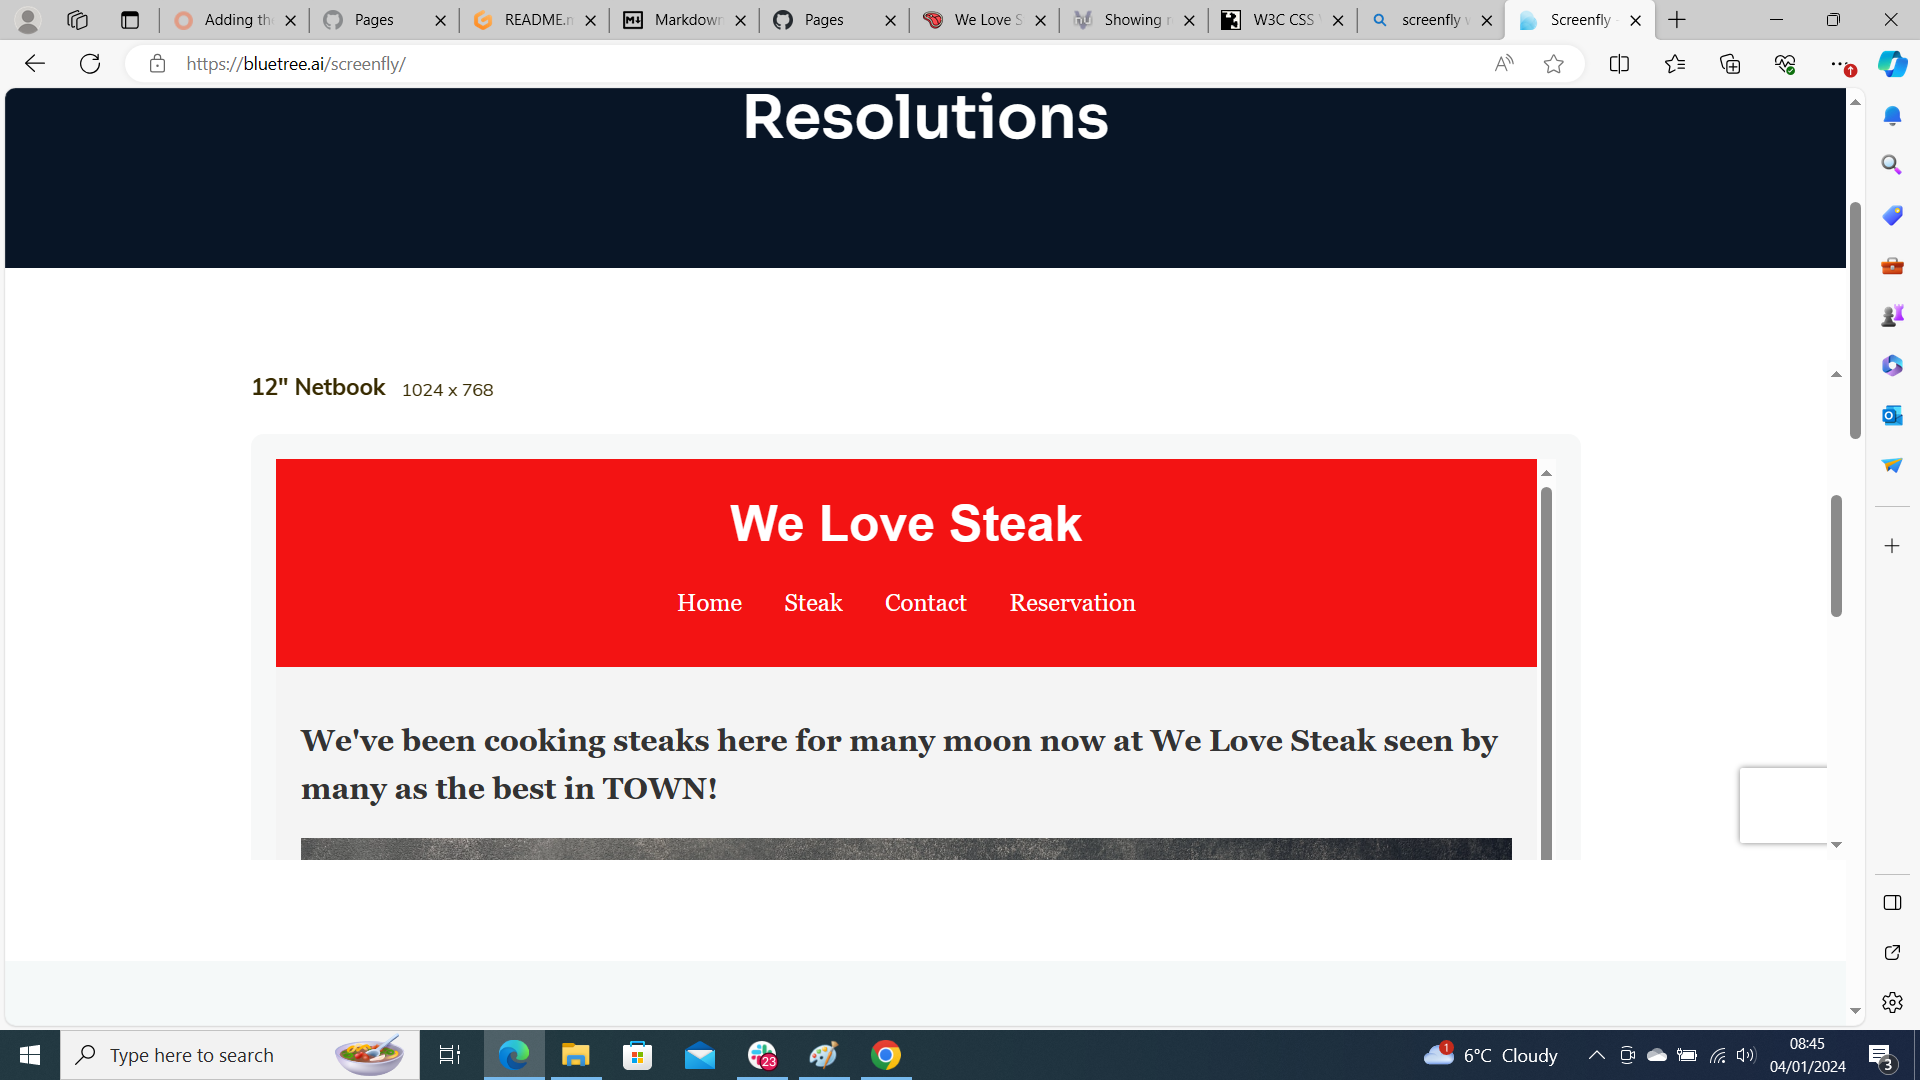 Adding the
Pages
README.m
Markdown
Pages
We Love S
Showing r
W3C CSS
screenfly w
Screenfly -
https://bluetree.ai/screenfly/
Resolutions
12" Netbook 1024 x 768
We Love Steak
Home Steak Contact Reservation
We've been cooking steaks here for many moon now at We Love Steak seen by
many as the best in TOWN!
Type here to search
23
1
6°C Cloudy
08:45
04/01/2024
3